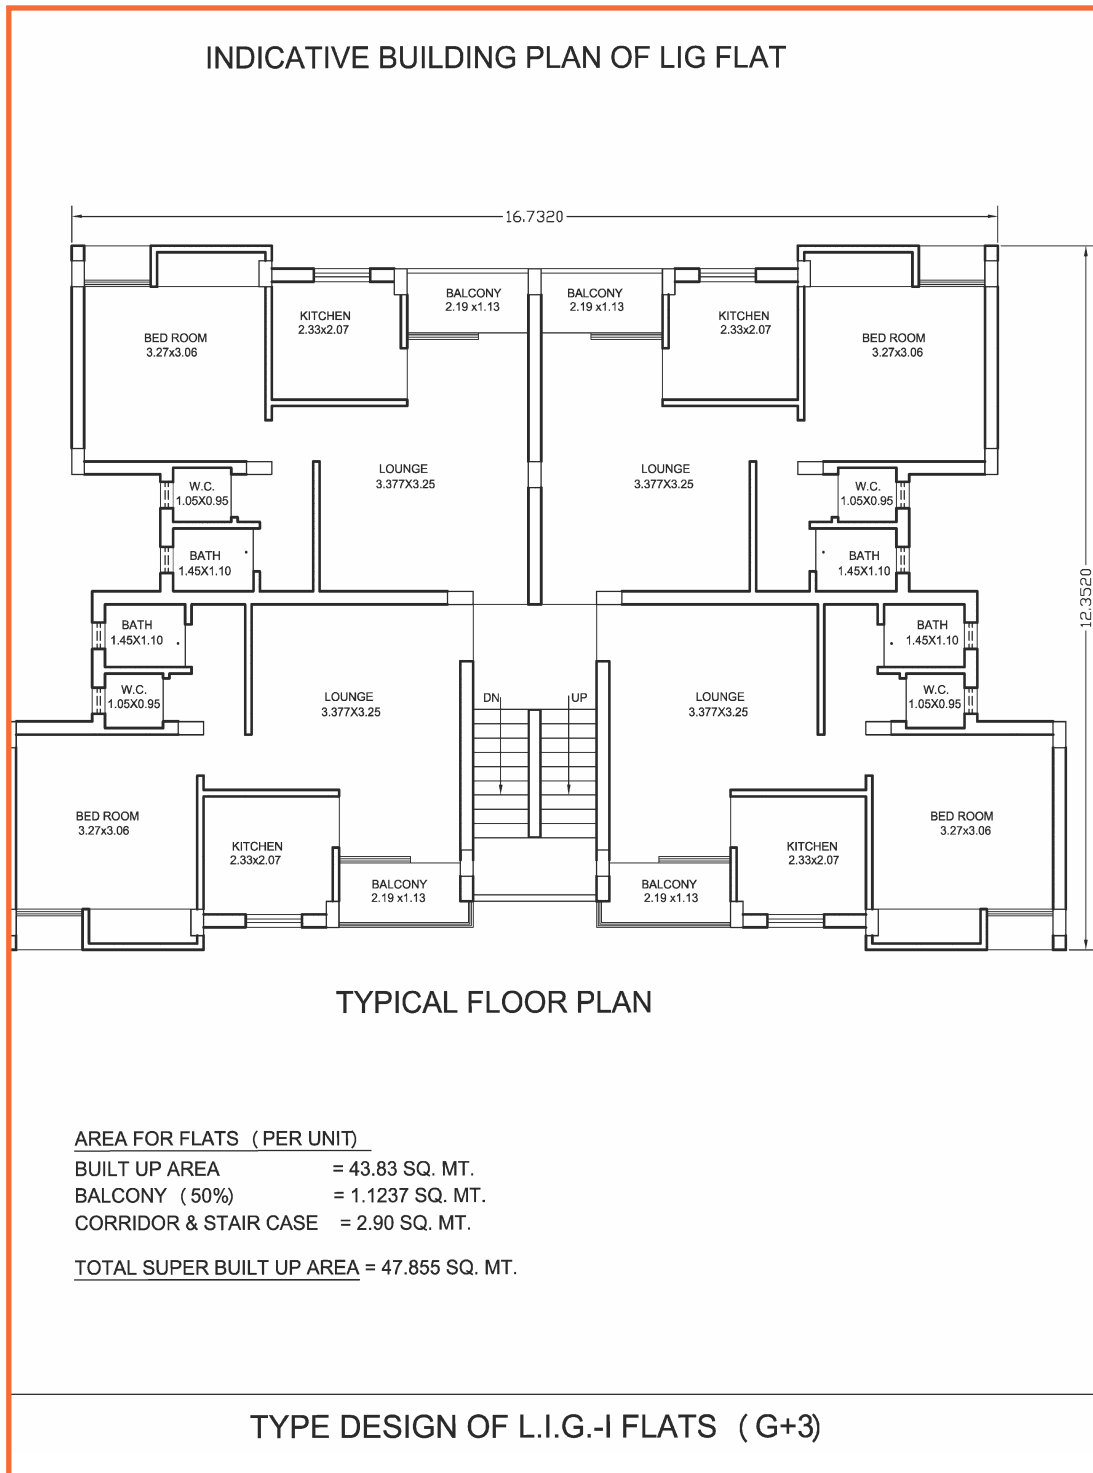 INDICATIVE BUILDING PLAN OF LIG FLAT
16.7320
BALCONY
2.19 x1.13
BALCONY
2.19 x1.13
KITCHEN
2.33x2.07
KITCHEN
2.33x2.07
BED ROOM
3.27x3.06
BED ROOM
3.27x3.06
LOUNGE
3.377X3.25
LOUNGE
3.377X3.25
W.C.
1.05X0.95
W.C.
1.05X0.95
BATH
1.45X1.10
BATH
1.45X1.10
12.3520
BATH
1.45X1.10
BATH
1.45X1.10
W.C.
1.05X0.95
W.C.
1.05X0.95
LOUNGE
3.377X3.25
DN
UP
LOUNGE
3.377X3.25
BED ROOM
3.27x3.06
BED ROOM
3.27x3.06
KITCHEN
2.33x2.07
KITCHEN
2.33x2.07
BALCONY
2.19 x1.13
BALCONY
2.19 x1.13
TYPICAL FLOOR PLAN
AREA FOR FLATS ( PER UNIT)
BUILT UP AREA = 43.83 SQ. MT.
BALCONY ( 50%) = 1.1237 SQ. MT.
CORRIDOR & STAIR CASE = 2.90 SQ. MT.
TOTAL SUPER BUILT UP AREA = 47.855 SQ. MT.
TYPE DESIGN OF L.I.G.-I FLATS ( G+3)